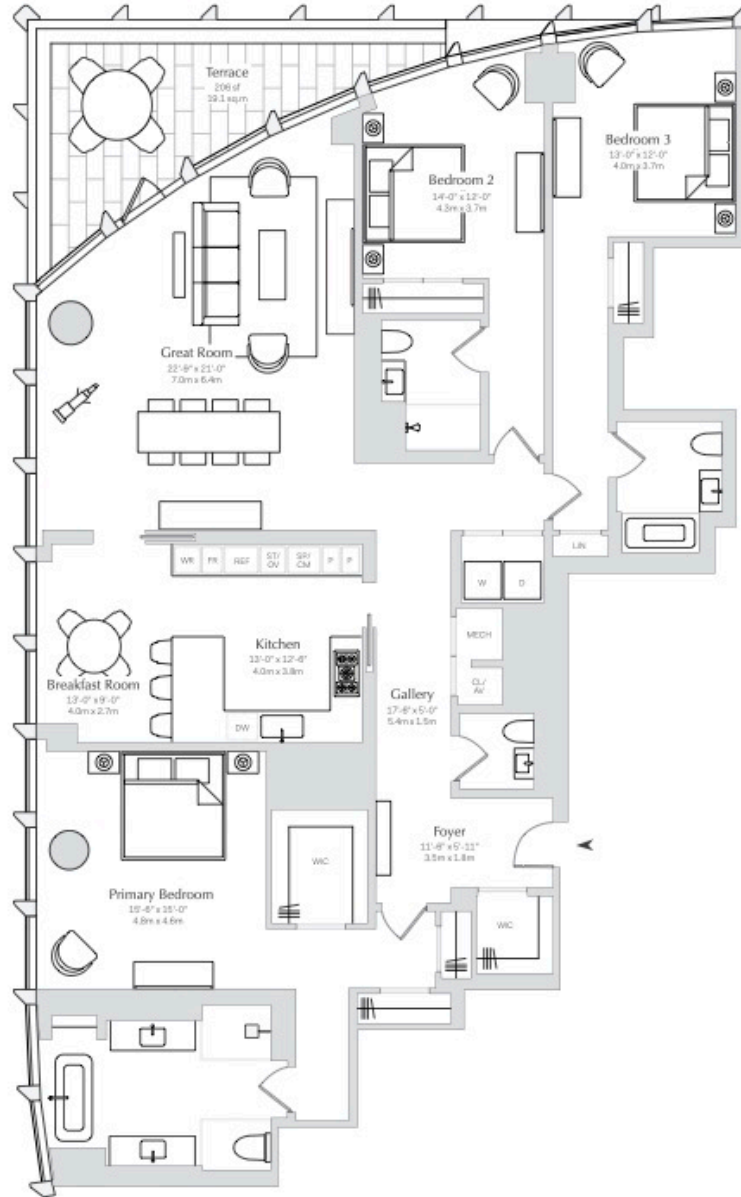 Terrace
206 sf
19.1 sq.m
Bedroom 2
14'-0" x 12'-0"
4.3m x 3.7m
Bedroom 3
13'-0" x 12'-0"
4.0m x 3.7m
Great Room
22'-9" x 21'-0"
7.0m x 6.4m
WR
FR
REF
ST/
OV
SP/
CM
P
P
W
D
LIN
Kitchen
13'-0" x 12'-6"
4.0m x 3.8m
MECH
CL/
AV
Breakfast Room
13'-0" x 9'-0"
4.0m x 2.7m
DW
Gallery
17'-6" x 5'-0"
5.4m x 1.5m
Foyer
11'-6" x 5'-11"
3.5m x 1.8m
WIC
Primary Bedroom
15'-6" x 15'-0"
4.8m x 4.6m
WIC